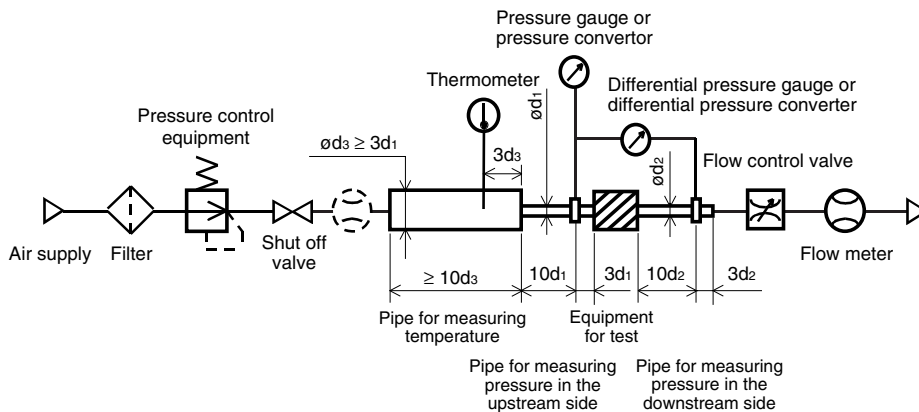 Pressure gauge or
pressure convertor
Thermometer
Differential pressure gauge or
differential pressure converter
Pressure control
equipment
ød1
ød3 ≥ 3d1
3d3
ød2
Flow control valve
Air supply
Filter
Shut off
valve
Flow meter
≥ 10d3
10d1
3d1
10d2
3d2
Pipe for measuring
temperature
Equipment
for test
Pipe for measuring
pressure in the
upstream side
Pipe for measuring
pressure in the
downstream side